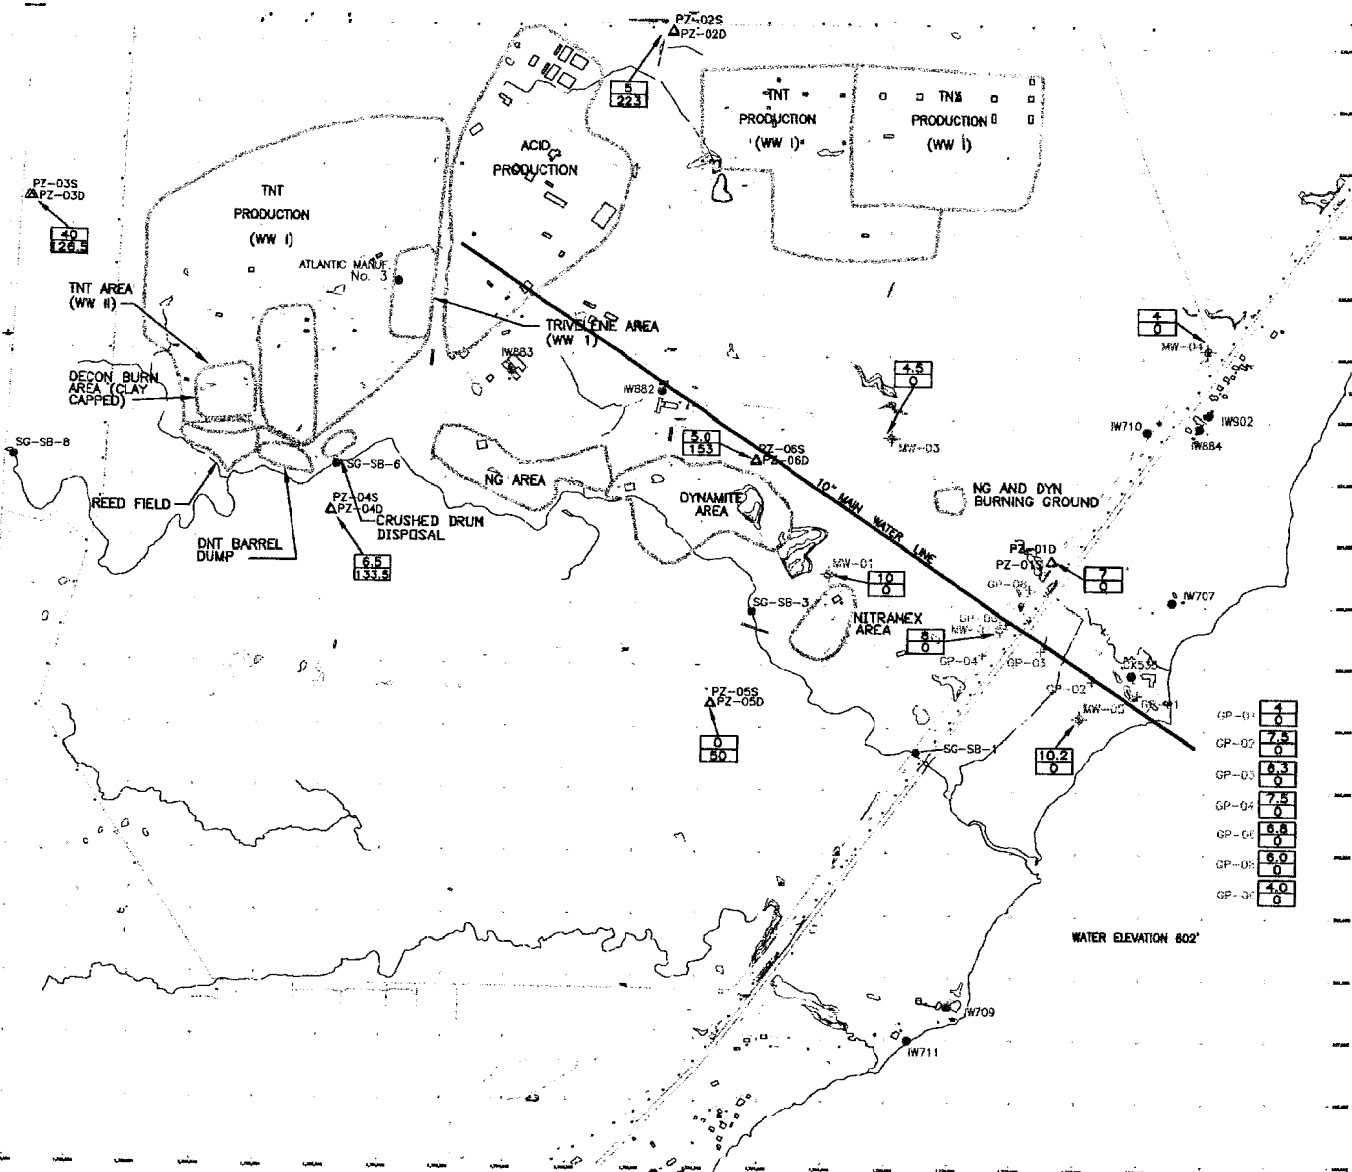 PZ-02S
PZ-02D
5
223
TNT
PRODUCTION
(WW I)
PRODUCTION
(WW I)
ACID
PRODUCTION
PZ-03S
PZ-03D
40
126.5
TNT
PRODUCTION
(WW I)
ATLANTIC MANUF.
No. 3
TNT AREA
(WW II)
TRIVELENE AREA
(WW I)
4
0
MW-04
IW883
DECON BURN
AREA (CLAY
CAPPED)
IW882
4.5
0
MW-03
IW710
IW902
IW884
SG-SB-8
5.0
153
PZ-06S
PZ-06D
SG-SB-6
NG AREA
10" MAIN WATER LINE
NG AND DYN
BURNING GROUND
DYNAMITE
AREA
REED FIELD
PZ-04S
PZ-04D
CRUSHED DRUM
DISPOSAL
DNT BARREL
DUMP
6.5
133.5
PZ-01D
PZ-01S
7
0
MW-01
10
0
GP-08
IW707
SG-SB-3
NITRAMEX
AREA
8
0
GP-04
GP-03
GP-02
PZ-05S
PZ-05D
0
50
MW-05
10.2
0
SG-SB-1
GP-01
4
0
GP-02
7.5
0
GP-03
6.3
0
GP-04
7.5
0
6.8
0
6.0
0
4.0
0
WATER ELEVATION 602'
IW709
IW711